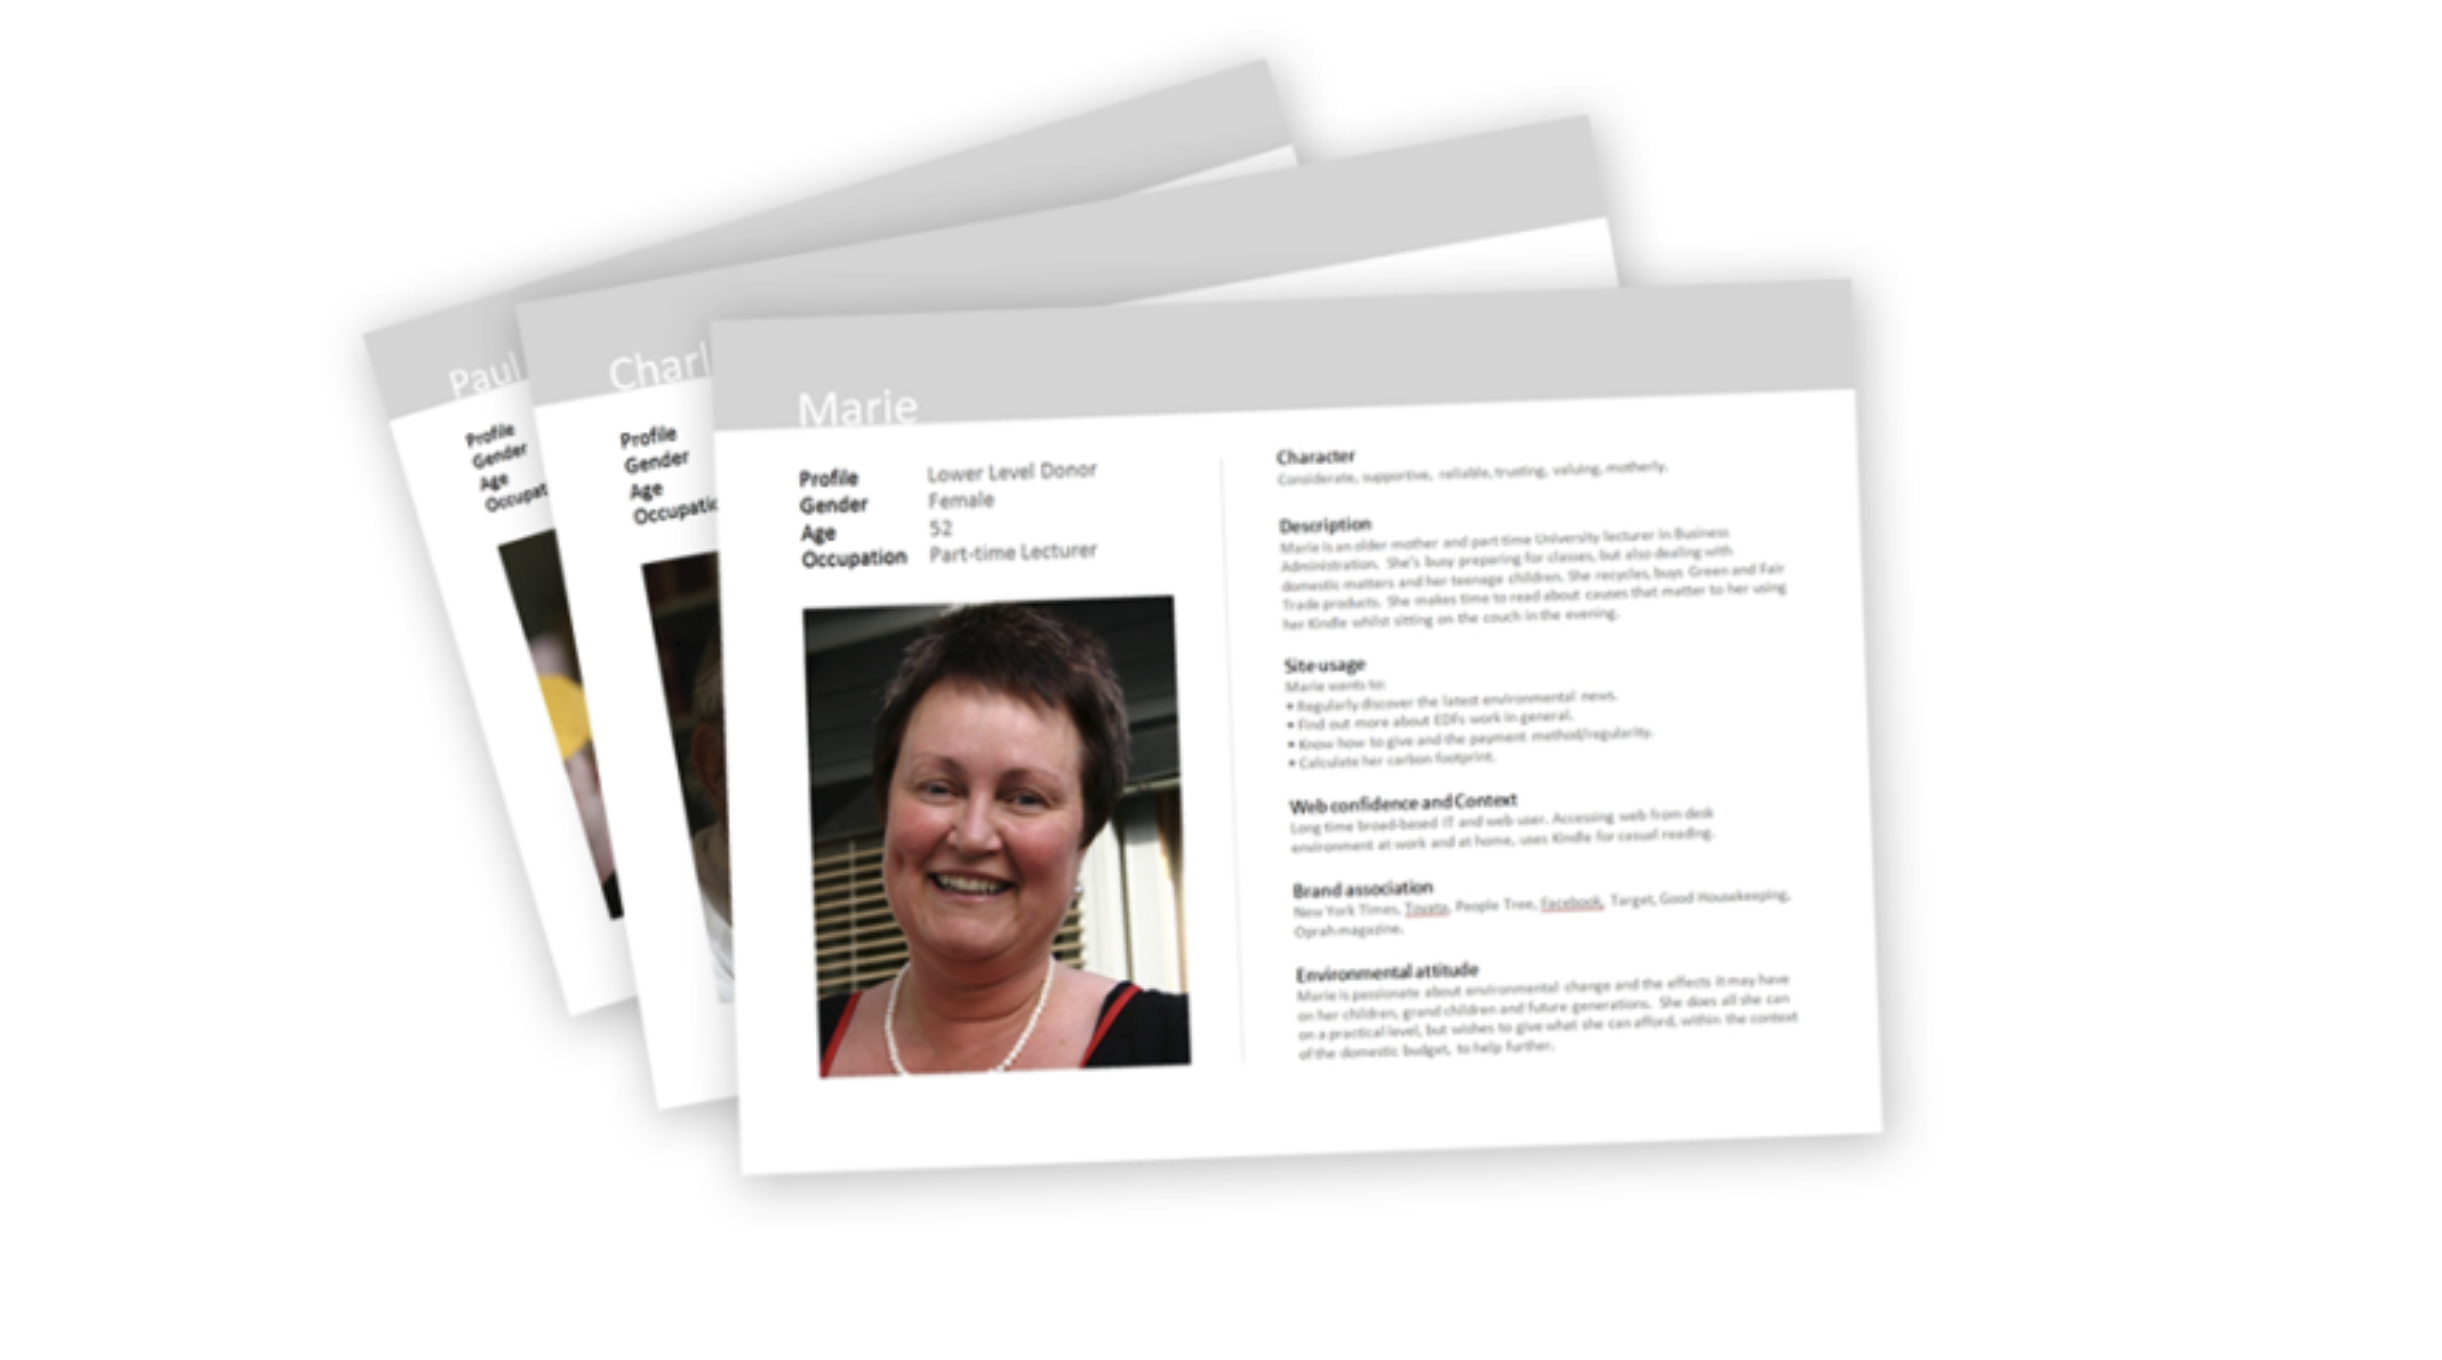 Paul
Profile
Gender
Age
Occupat
Charl
Profile
Gender
Age
Occupatio
Marie
Profile Lower Level Donor
Gender Female
Age 52
Occupation Part-time Lecturer
Character
Considerate, supportive, reliable, trusting, valuing, motherly.
Description
Marie is an older mother and part time University lecturer in Business
Administration. She's busy preparing for classes, but also dealing with
domestic matters and her teenage children. She recycles, buys Green and Fair
Trade products. She makes time to read about causes that matter to her using
her Kindle whilst sitting on the couch in the evening.
Site usage
Marie wants to:
• Regularly discover the latest environmental news.
• Find out more about EDFs work in general.
• Know how to give and the payment method/regularity.
• Calculate her carbon footprint.
Web confidence and Context
Long time broad-based IT and web user. Accessing web from desk
environment at work and at home, uses Kindle for casual reading.
Brand association
New York Times, Toyata, People Tree, Facebook, Target, Good Housekeeping,
Oprah magazine.
Environmental attitude
Marie is passionate about environmental change and the effects it may have
on her children, grand children and future generations. She does all she can
on a practical level, but wishes to give what she can afford, within the context
of the domestic budget, to help further.